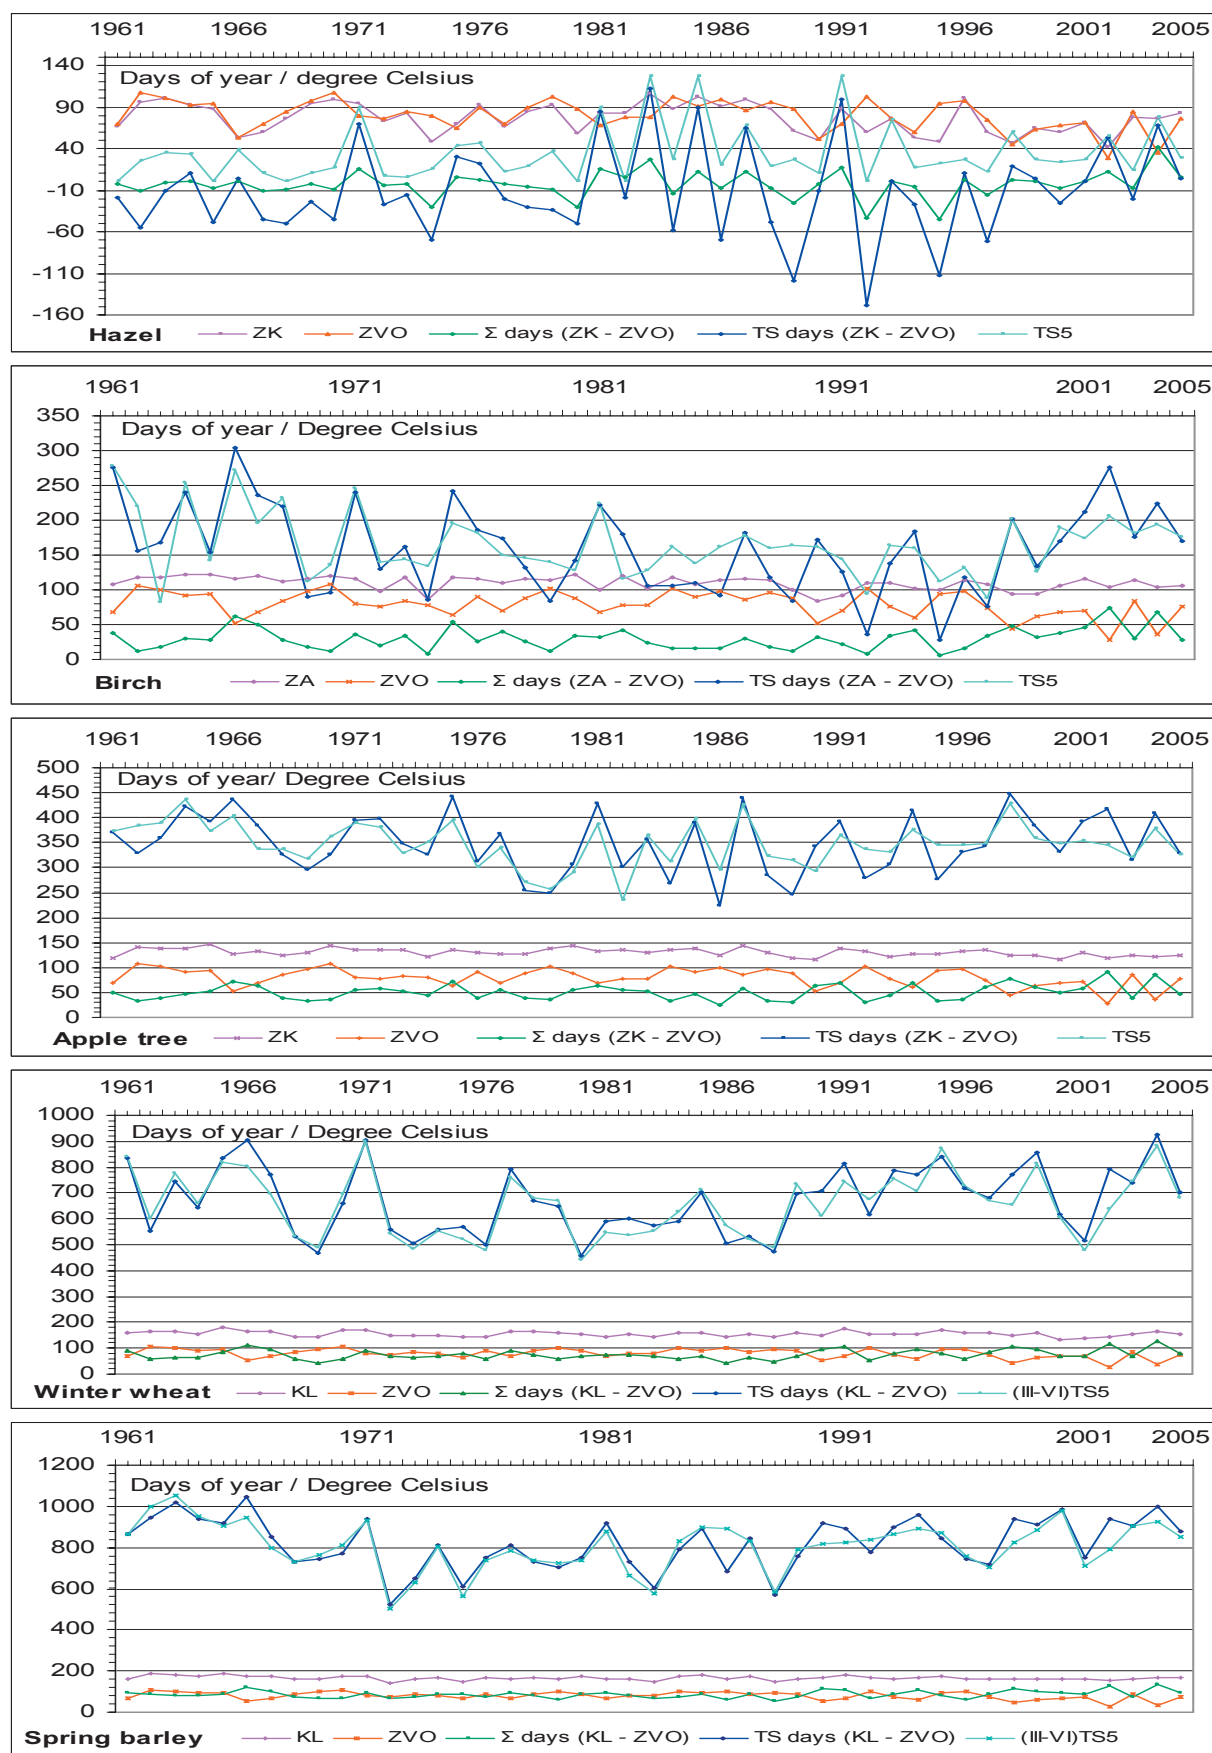 1961 1966 1971 1976 1981 1986 1991 1996 2001 2005
140
Days of year / degree Celsius
90
40
-10
-60
-110
-160
Hazel ZK ZVO Σ days (ZK - ZVO) TS days (ZK - ZVO) TS5
1961 1971 1981 1991 2001 2005
350
Days of year / Degree Celsius
300
250
200
150
100
50
0
Birch ZA ZVO Σ days (ZA - ZVO) TS days (ZA - ZVO) TS5
1961 1966 1971 1976 1981 1986 1991 1996 2001 2005
500
Days of year/ Degree Celsius
450
400
350
300
250
200
150
100
50
0
Apple tree ZK ZVO Σ days (ZK - ZVO) TS days (ZK - ZVO) TS5
1961 1966 1971 1976 1981 1986 1991 1996 2001 2005
1000
Days of year / Degree Celsius
900
800
700
600
500
400
300
200
100
0
Winter wheat KL ZVO Σ days (KL - ZVO) TS days (KL - ZVO) (III-VI)TS5
1961 1971 1981 1991 2001 2005
1200
Days of year / Degree Celsius
1000
800
600
400
200
0
Spring barley KL ZVO Σ days (KL - ZVO) TS days (KL - ZVO) (III-VI)TS5